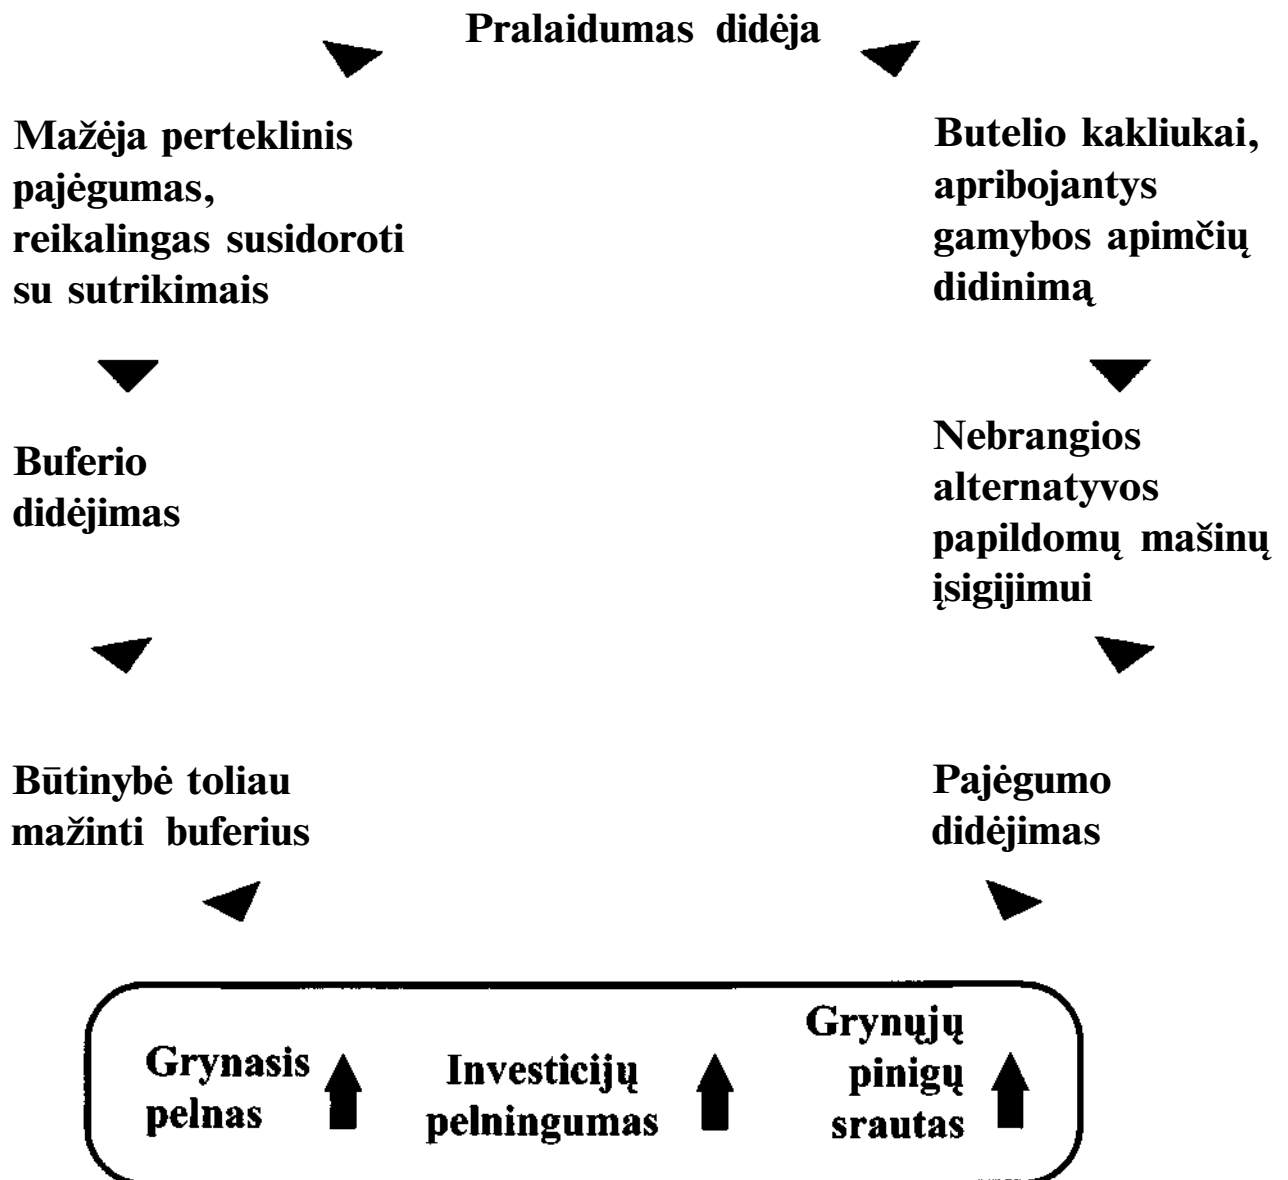 Pralaidumas didėja
Mažėja perteklinis
pajėgumas,
reikalingas susidoroti
su sutrikimais
Butelio kakliukai,
apribojantys
gamybos apimčių
didinimą
Buferio
didėjimas
Nebrangios
alternatyvos
papildomų mašinų
įsigijimui
Būtinybė toliau
mažinti buferius
Pajėgumo
didėjimas
Grynasis
pelnas
Investicijų
pelningumas
Grynųjų
pinigų
srautas